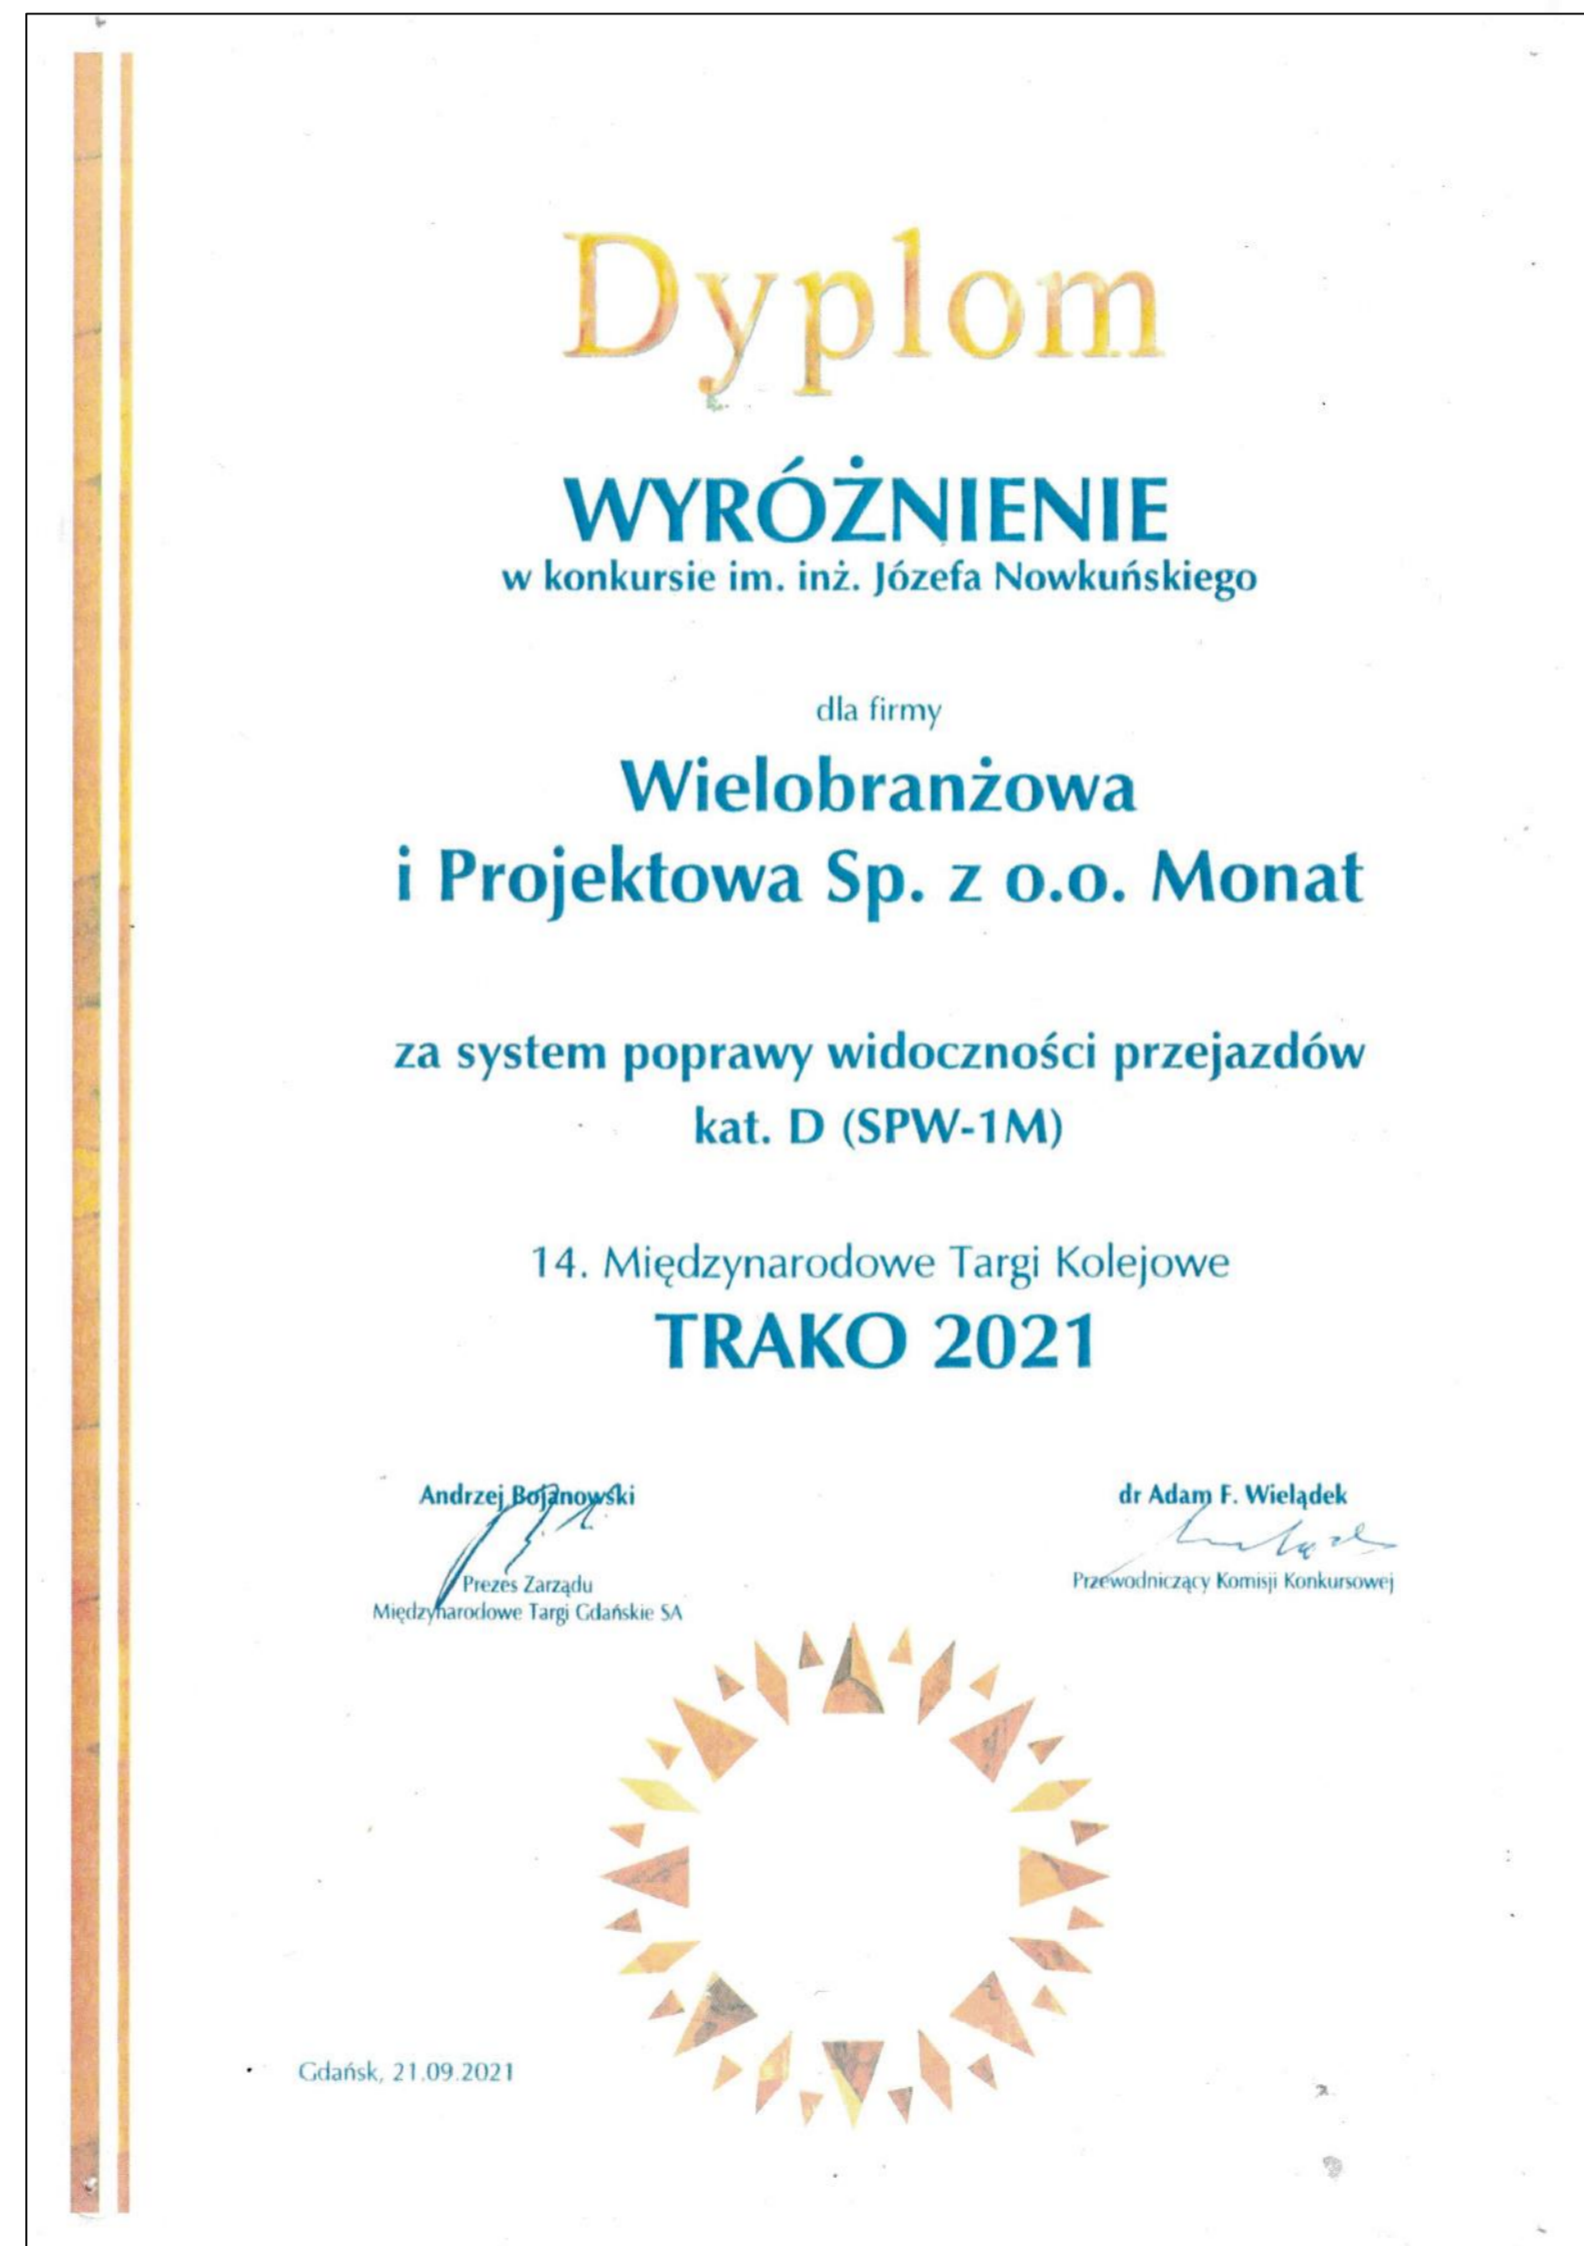 Dyplom
WYRÓŻNIENIE
w konkursie im. inż. Józefa Nowkuńskiego
dla firmy
Wielobranżowa
i Projektowa Sp. z o.o. Monat
za system poprawy widoczności przejazdów
kat. D (SPW-1M)
14. Międzynarodowe Targi Kolejowe
TRAKO 2021
Andrzej Bojanowski
Prezes Zarządu
Międzynarodowe Targi Gdańskie SA
dr Adam F. Wielądek
Przewodniczący Komisji Konkursowej
Gdańsk, 21.09.2021